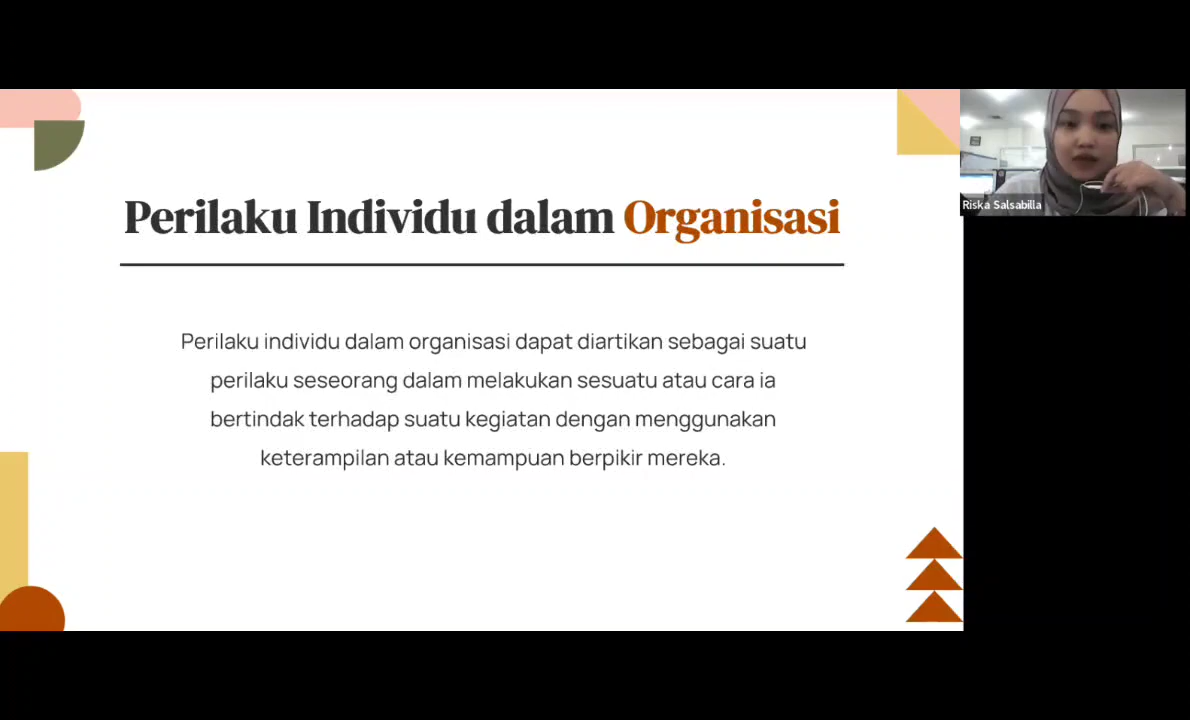 Perilaku Individu dalam Organisasi
Perilaku individu dalam organisasi dapat diartikan sebagai suatu
perilaku seseorang dalam melakukan sesuatu atau cara ia
bertindak terhadap suatu kegiatan dengan menggunakan
keterampilan atau kemampuan berpikir mereka.
Riska Salsabilla